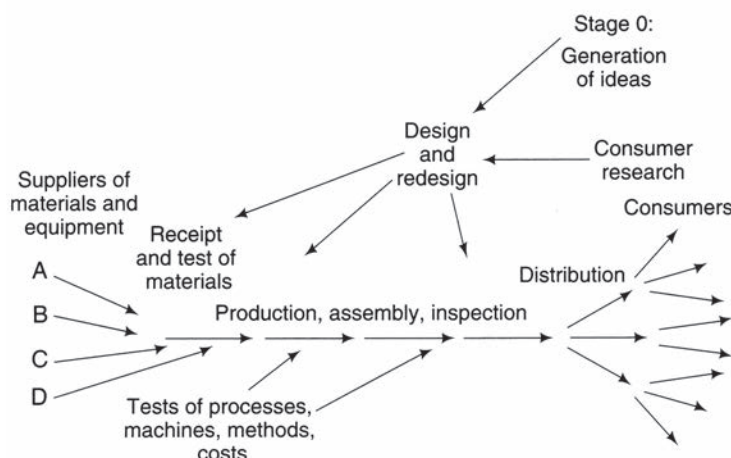 Stage 0:
Generation
of ideas
Design
and
redesign
Consumer
research
Suppliers of
materials and
equipment
Consumers
Receipt
and test of
materials
A
Distribution
B
Production, assembly, inspection
C
D
Tests of processes,
machines, methods,
costs